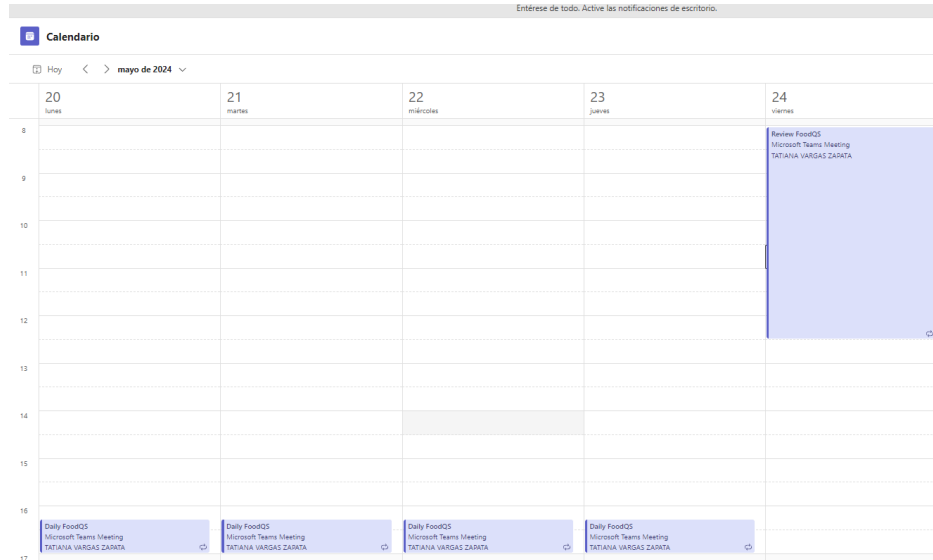 Entérese de todo. Active las notificaciones de escritorio.
Calendario
Hoy
mayo de 2024
20
lunes
21
martes
22
miércoles
23
jueves
24
viernes
8
9
10
11
12
13
14
15
16
17
Review FoodQS
Microsoft Teams Meeting
TATIANA VARGAS ZAPATA
Daily FoodQS
Microsoft Teams Meeting
TATIANA VARGAS ZAPATA
Daily FoodQS
Microsoft Teams Meeting
TATIANA VARGAS ZAPATA
Daily FoodQS
Microsoft Teams Meeting
TATIANA VARGAS ZAPATA
Daily FoodQS
Microsoft Teams Meeting
TATIANA VARGAS ZAPATA